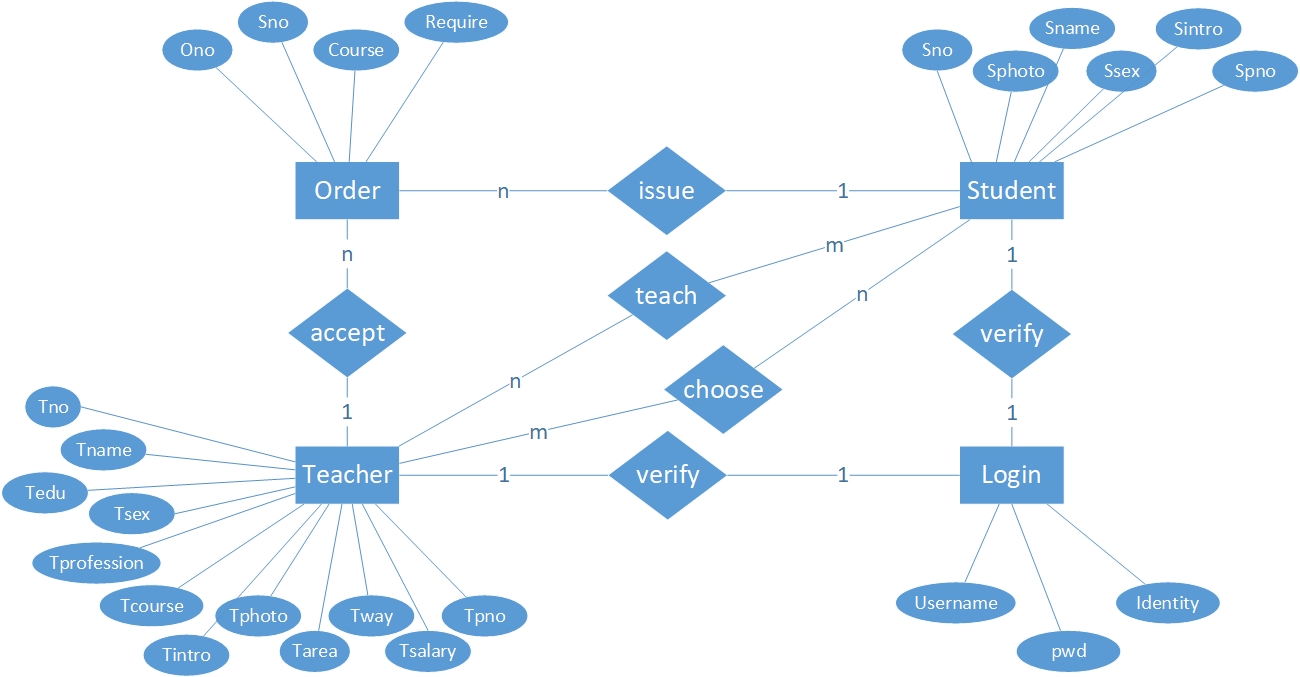 Sno
Require
Ono
Course
Sname
Sintro
Sno
Sphoto
Ssex
Spno
Order
n
issue
1
Student
n
m
1
teach
n
accept
verify
choose
n
1
m
1
Tno
Tname
Teacher
1
verify
1
Login
Tedu
Tsex
Tprofession
Tcourse
Tphoto
Tway
Tpno
Tintro
Tarea
Tsalary
Username
Identity
pwd